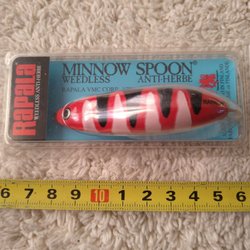 RAPALA
WEEDLESS ANTI-HERBE
MINNOW SPOON
WEEDLESS
ANTI-HERBE
RAPALA VMC CORP
6 7 8 9 10 1 2 3 4 5 6 7